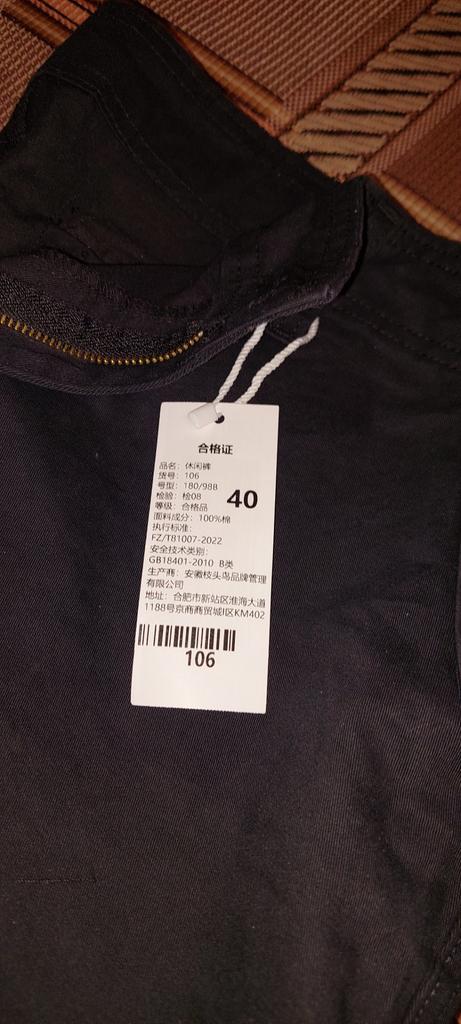 合格证
品名：休闲裤
货号：106
号型：180/98B
检验：检08
等级：合格品
40
面料成分：100%棉
执行标准：
FZ/T81007-2022
安全技术类别：
GB18401-2010 B类
生产商：安徽枝头鸟品牌管理
有限公司
地址：合肥市新站区淮海大道
1188号京商商贸城I区KM402
106